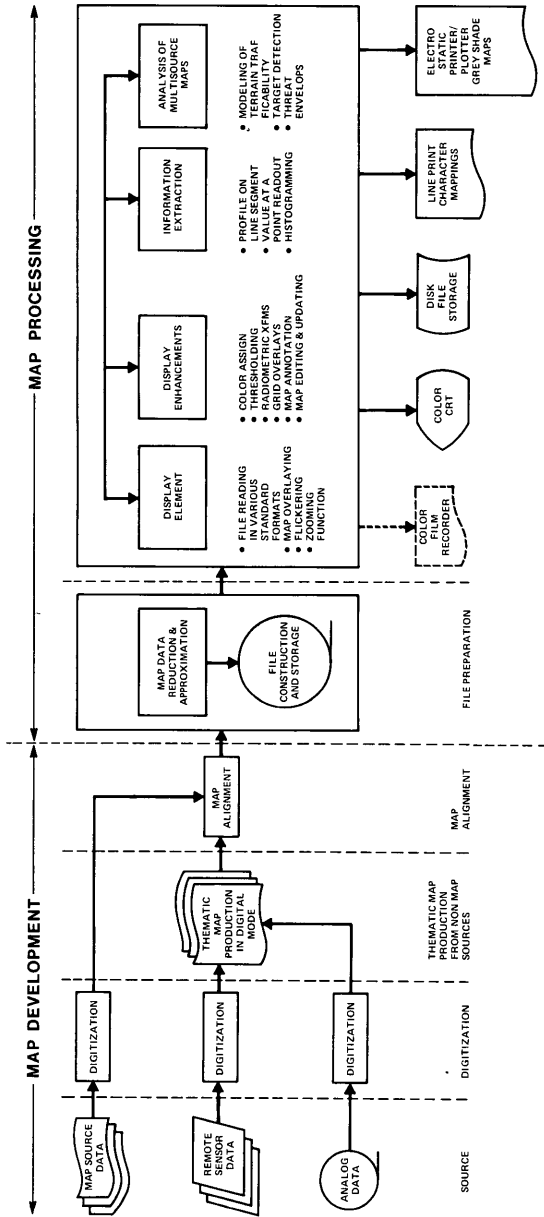 MAP DEVELOPMENT
MAP PROCESSING
MAP SOURCE
DATA
DIGITIZATION
REMOTE
SENSOR
DATA
DIGITIZATION
ANALOG
DATA
DIGITIZATION
THEMATIC
MAP
PRODUCTION
IN DIGITAL
MODE
MAP
ALIGNMENT
SOURCE
DIGITIZATION
THEMATIC MAP
PRODUCTION
FROM NON MAP
SOURCES
MAP
ALIGNMENT
MAP DATA
REDUCTION &
APPROXIMATION
FILE
CONSTRUCTION
AND STORAGE
FILE PREPARATION
DISPLAY
ELEMENT
• FILE READING
IN VARIOUS
STANDARD
FORMATS
• MAP OVERLAYING
• FLICKERING
• ZOOMING
FUNCTION
DISPLAY
ENHANCEMENTS
• COLOR ASSIGN
• THRESHOLDING
• RADIOMETRIC XFMS
• GRID OVERLAYS
• MAP ANNOTATION
• MAP EDITING & UPDATING
INFORMATION
EXTRACTION
• PROFILE ON
LINE SEGMENT
• VALUE AT A
POINT READOUT
• HISTOGRAMMING
ANALYSIS OF
MULTISOURCE
MAPS
• MODELING OF
TERRAIN TRAF
FICABILITY
• TARGET DETECTION
• THREAT
ENVELOPS
COLOR
FILM
RECORDER
COLOR
CRT
DISK
FILE
STORAGE
LINE PRINT
CHARACTER
MAPPINGS
ELECTRO
STATIC
PRINTER/
PLOTTER
GREY SHADE
MAPS